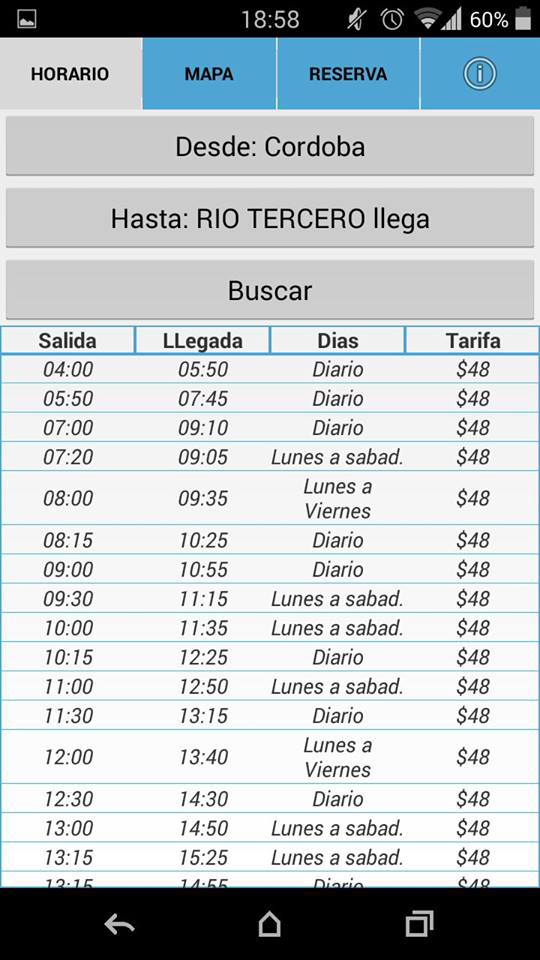 18:58 60%
HORARIO MAPA RESERVA i
Desde: Cordoba
Hasta: RIO TERCERO llega
Buscar
Salida LLegada Dias Tarifa
04:00 05:50 Diario $48
05:50 07:45 Diario $48
07:00 09:10 Diario $48
07:20 09:05 Lunes a sabad. $48
08:00 09:35 Lunes a Viernes $48
08:15 10:25 Diario $48
09:00 10:55 Diario $48
09:30 11:15 Lunes a sabad. $48
10:00 11:35 Lunes a sabad. $48
10:15 12:25 Diario $48
11:00 12:50 Lunes a sabad. $48
11:30 13:15 Diario $48
12:00 13:40 Lunes a Viernes $48
12:30 14:30 Diario $48
13:00 14:50 Lunes a sabad. $48
13:15 15:25 Lunes a sabad. $48
13:15 14:55 Diario $48